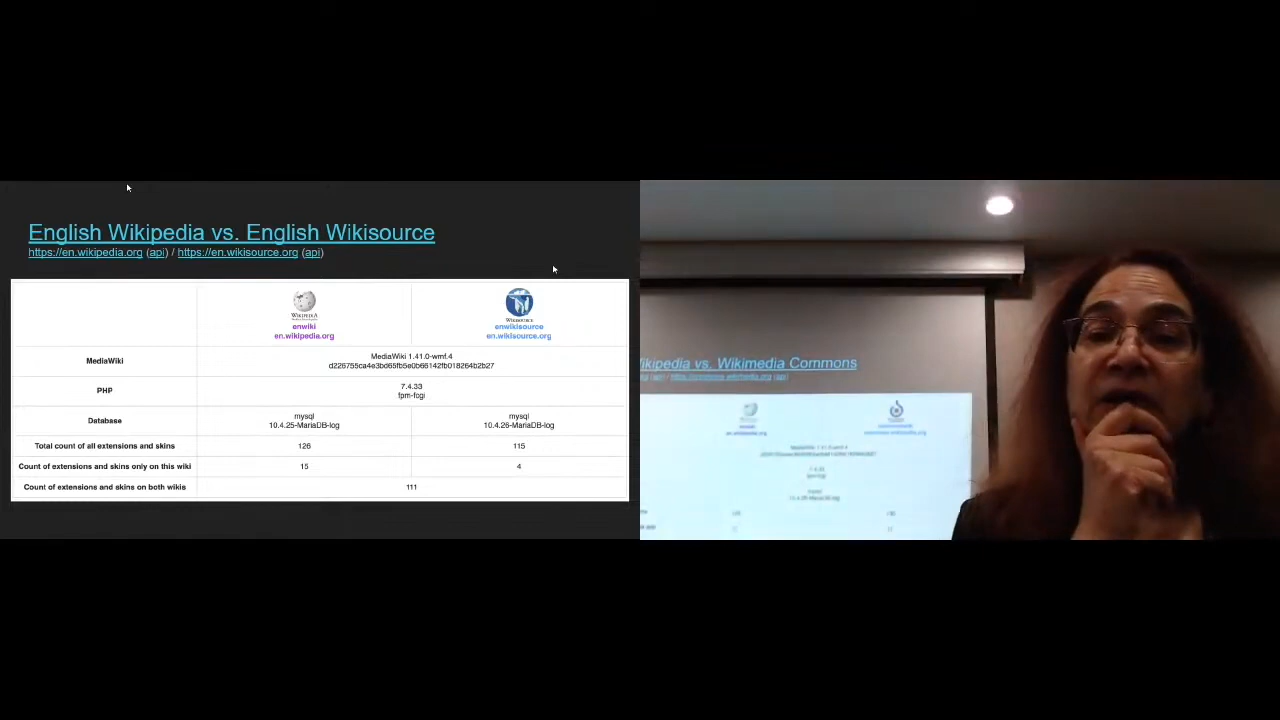 English Wikipedia vs. English Wikisource
https://en.wikipedia.org (api) / https://en.wikisource.org (api)
WIKIPEDIA
WIKISOURCE
enwiki
enwikisource
en.wikipedia.org
en.wikisource.org
MediaWiki
MediaWiki 1.41.0-wmf.4
PHP
7.4.33
fpm-fcgi
Database
mysql
10.4.25-MariaDB-log
mysql
10.4.26-MariaDB-log
Total count of all extensions and skins
126
115
Count of extensions and skins only on this wiki
15
4
Count of extensions and skins on both wikis
111
vs. Wikimedia Commons